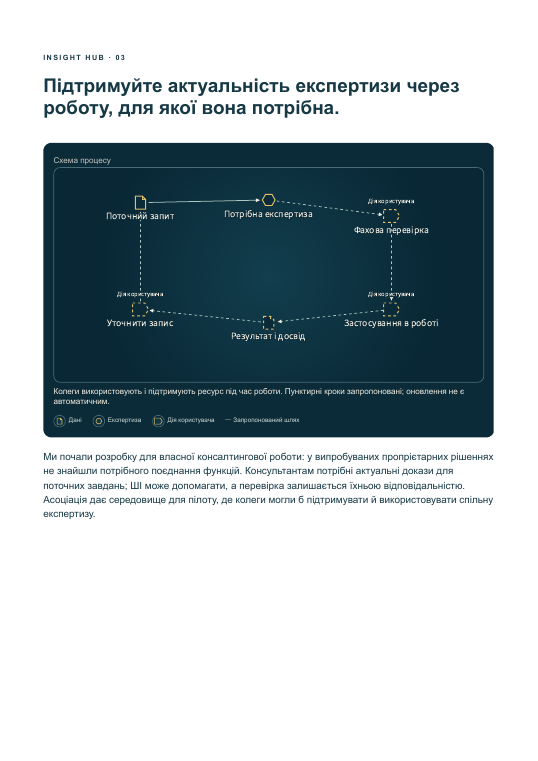 INSIGHT HUB · 03
Підтримуйте актуальність експертизи через
роботу, для якої вона потрібна.
Схема процесу
Поточний запит
Потрібна експертиза
Дія користувача
Фахова перевірка
Дія користувача
Уточнити запис
Результат і досвід
Дія користувача
Застосування в роботі
Колеги використовують і підтримують ресурс під час роботи. Пунктирні кроки запропоновані; оновлення не є
автоматичним.
Дані
Експертиза
Дія користувача
Запропонований шлях
Ми почали розробку для власної консалтингової роботи: у випробуваних пропрієтарних рішеннях
не знайшли потрібного поєднання функцій. Консультантам потрібні актуальні докази для
поточних завдань; ШІ може допомагати, а перевірка залишається їхньою відповідальністю.
Асоціація дає середовище для пілоту, де колеги могли б підтримувати й використовувати спільну
експертизу.